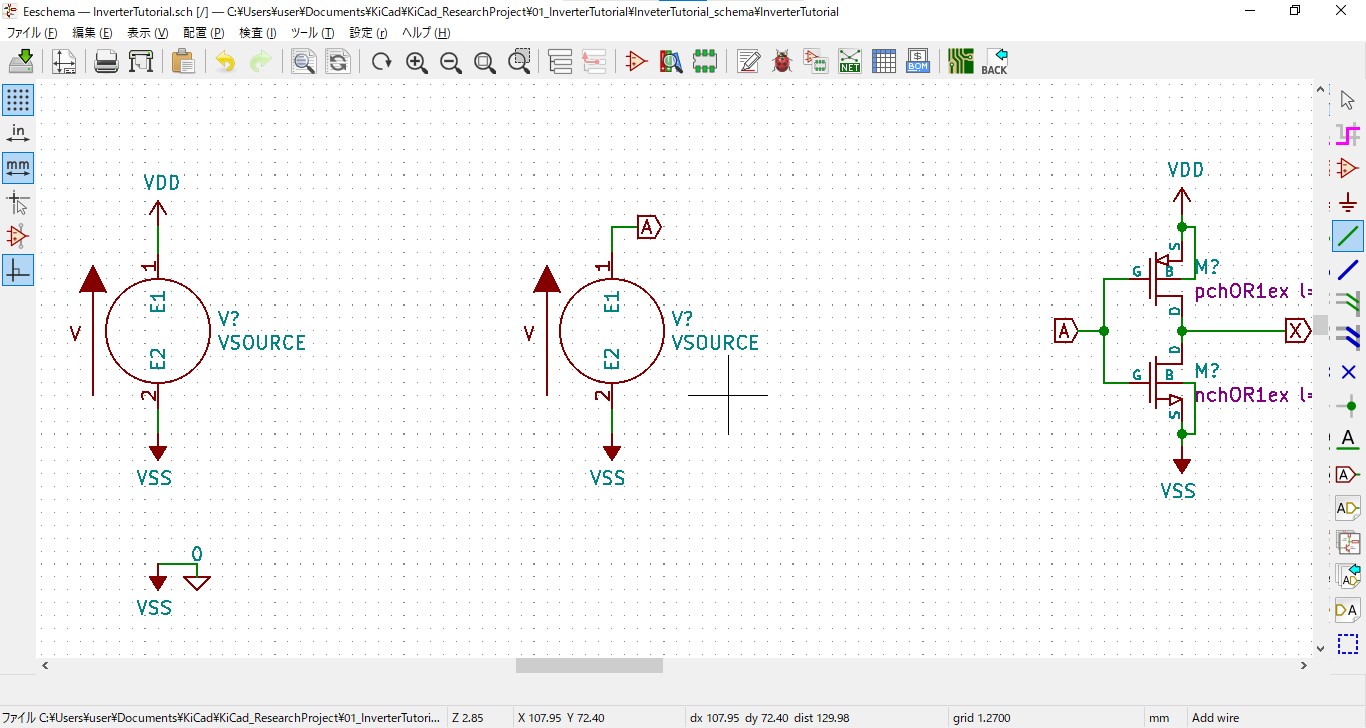 Eeschema — InverterTutorial.sch [/] — C:¥Users¥user¥Documents¥KiCad¥KiCad_ResearchProject¥01_InverterTutorial¥InveterTutorial_schema¥InverterTutorial
ファイル (F) 編集 (E) 表示 (V) 配置 (P) 検査 (I) ツール (T) 設定 (r) ヘルプ (H)
NET BOM BACK
in
mm
VDD
1
E1
V
V?
VSOURCE
E2
2
VSS
0
VSS
A
1
E1
V
V?
VSOURCE
E2
2
VSS
VDD
S
G B M?
pchOR1ex l=
D
A X
D
G B M?
nchOR1ex l=
S
VSS
A
A
AD
AD
DA
ファイル C:¥Users¥user¥Documents¥KiCad¥KiCad_ResearchProject¥01_InverterTutori... Z 2.85 X 107.95 Y 72.40 dx 107.95 dy 72.40 dist 129.98 grid 1.2700 mm Add wire